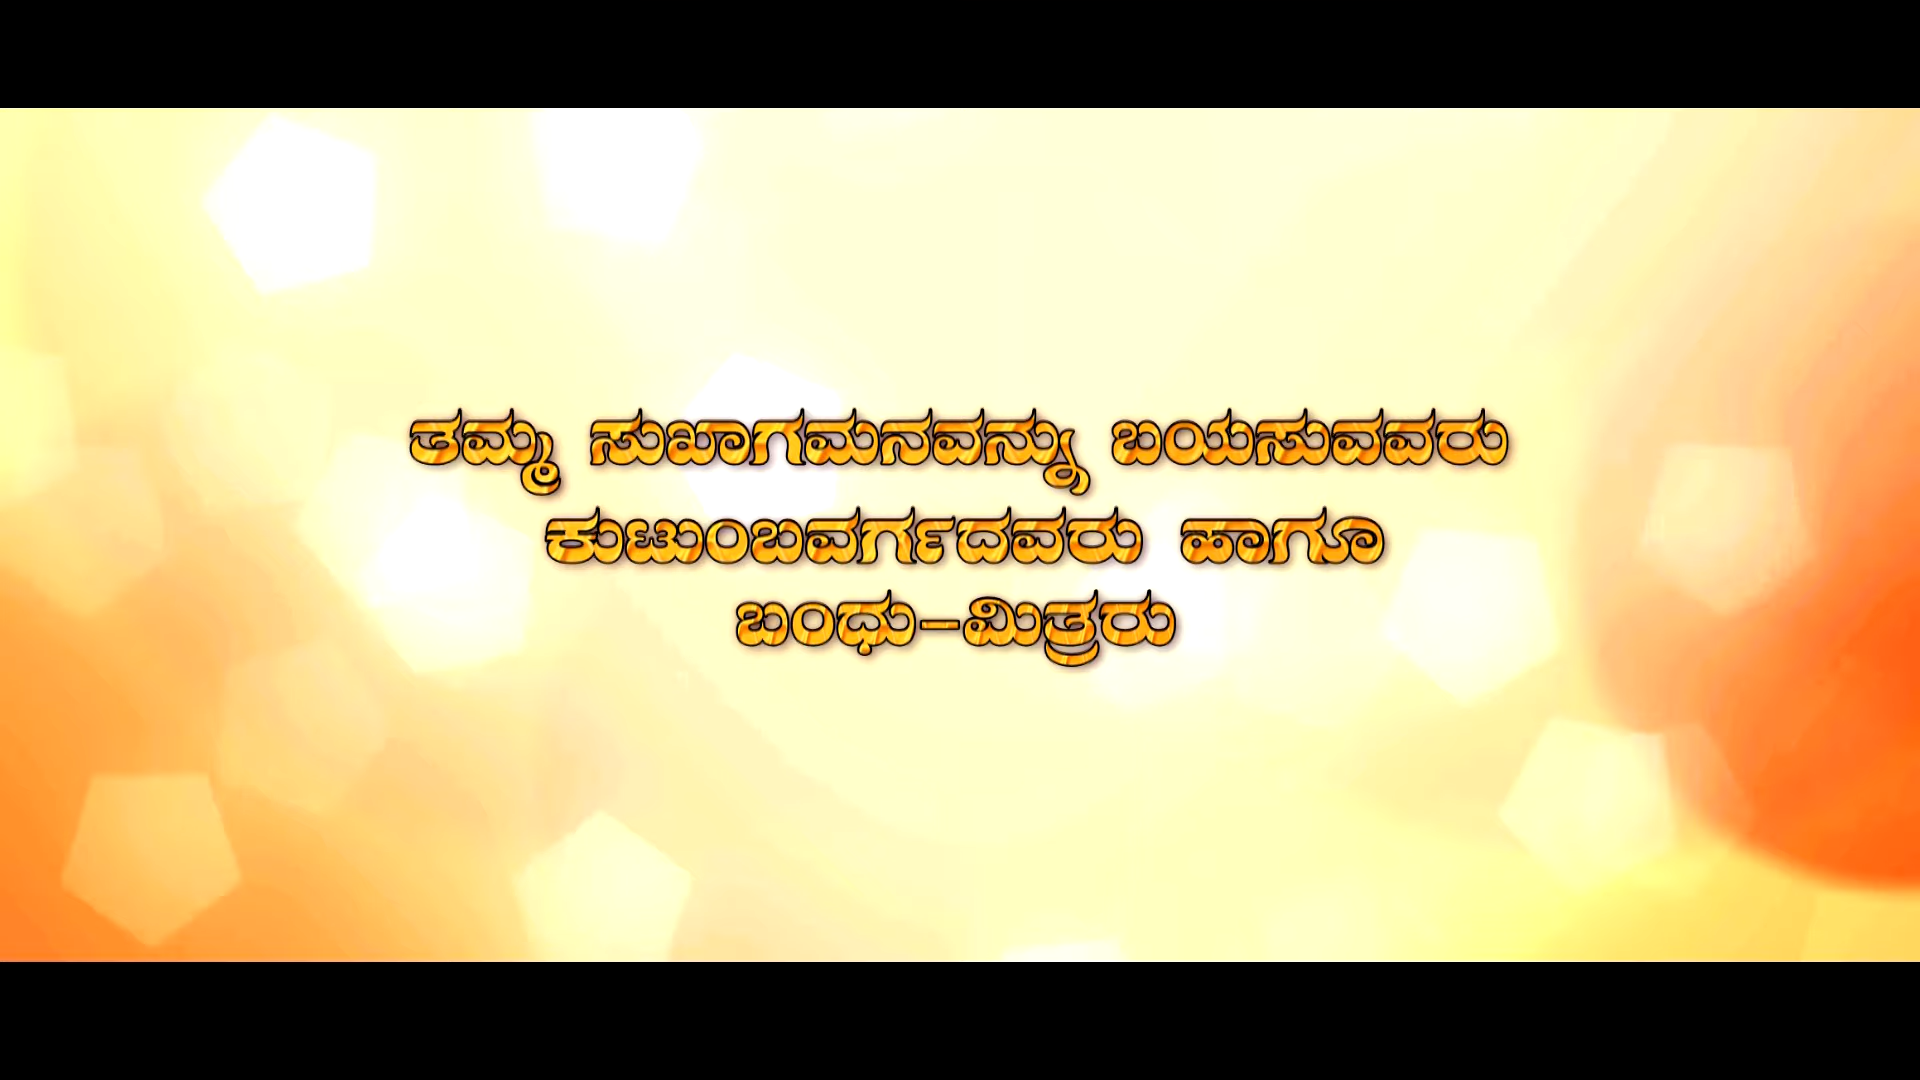 ತಮ್ಮ ಸುಖಾಗಮನವನ್ನು ಬಯಸುವವರು
ಕುಟುಂಬವರ್ಗದವರು ಹಾಗೂ
ಬಂಧು-ಮಿತ್ರರು